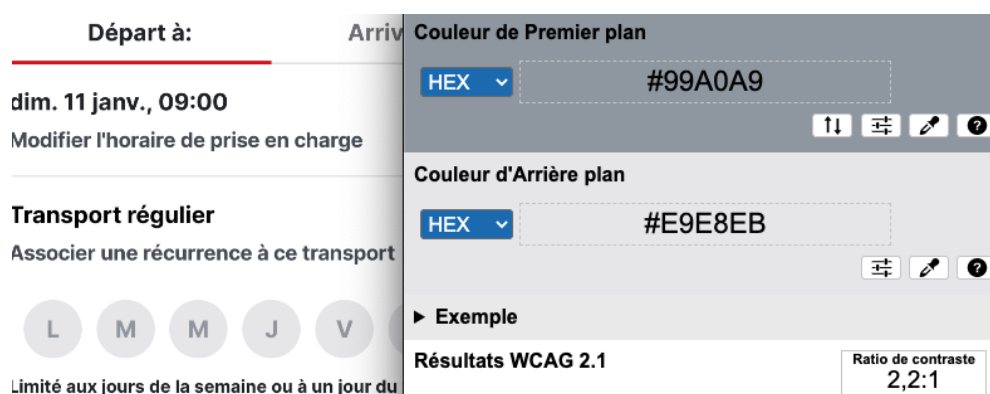 Départ à:
Arriv
dim. 11 janv., 09:00
Modifier l'horaire de prise en charge
Transport régulier
Associer une récurrence à ce transport
L M M J V
Limité aux jours de la semaine ou à un jour du
Couleur de Premier plan
HEX #99A0A9
Couleur d'Arrière plan
HEX #E9E8EB
▶ Exemple
Résultats WCAG 2.1
Ratio de contraste
2,2:1